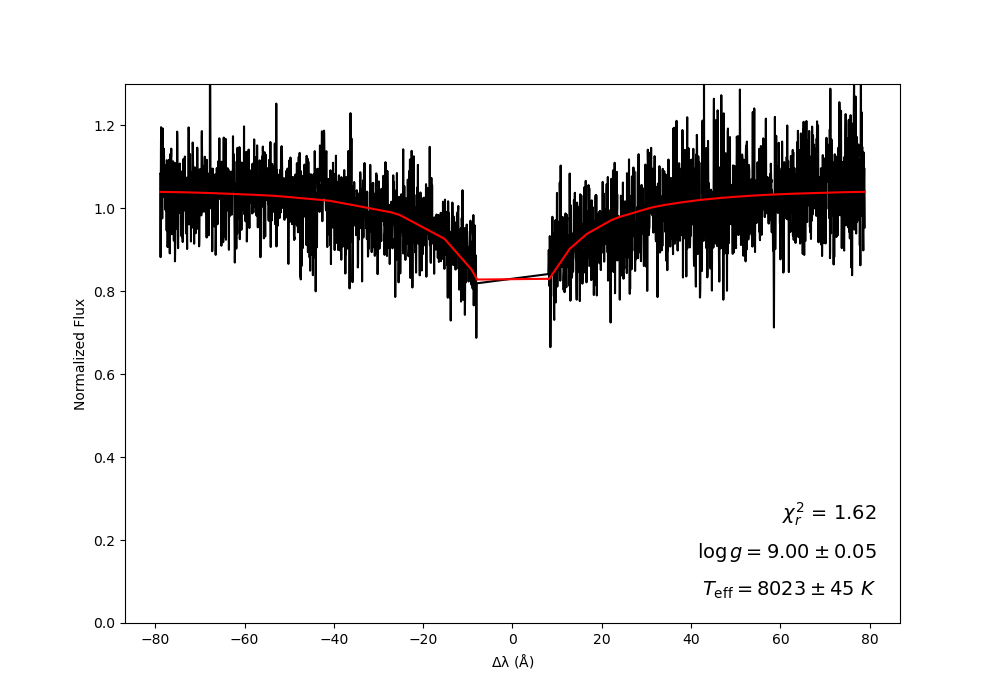 1.2
1.0
0.8
0.6
0.4
0.2
0.0
Normalized Flux
χ²ᵣ = 1.62
log g = 9.00 ± 0.05
T_eff = 8023 ± 45 K
−80 −60 −40 −20 0 20 40 60 80
Δλ (Å)